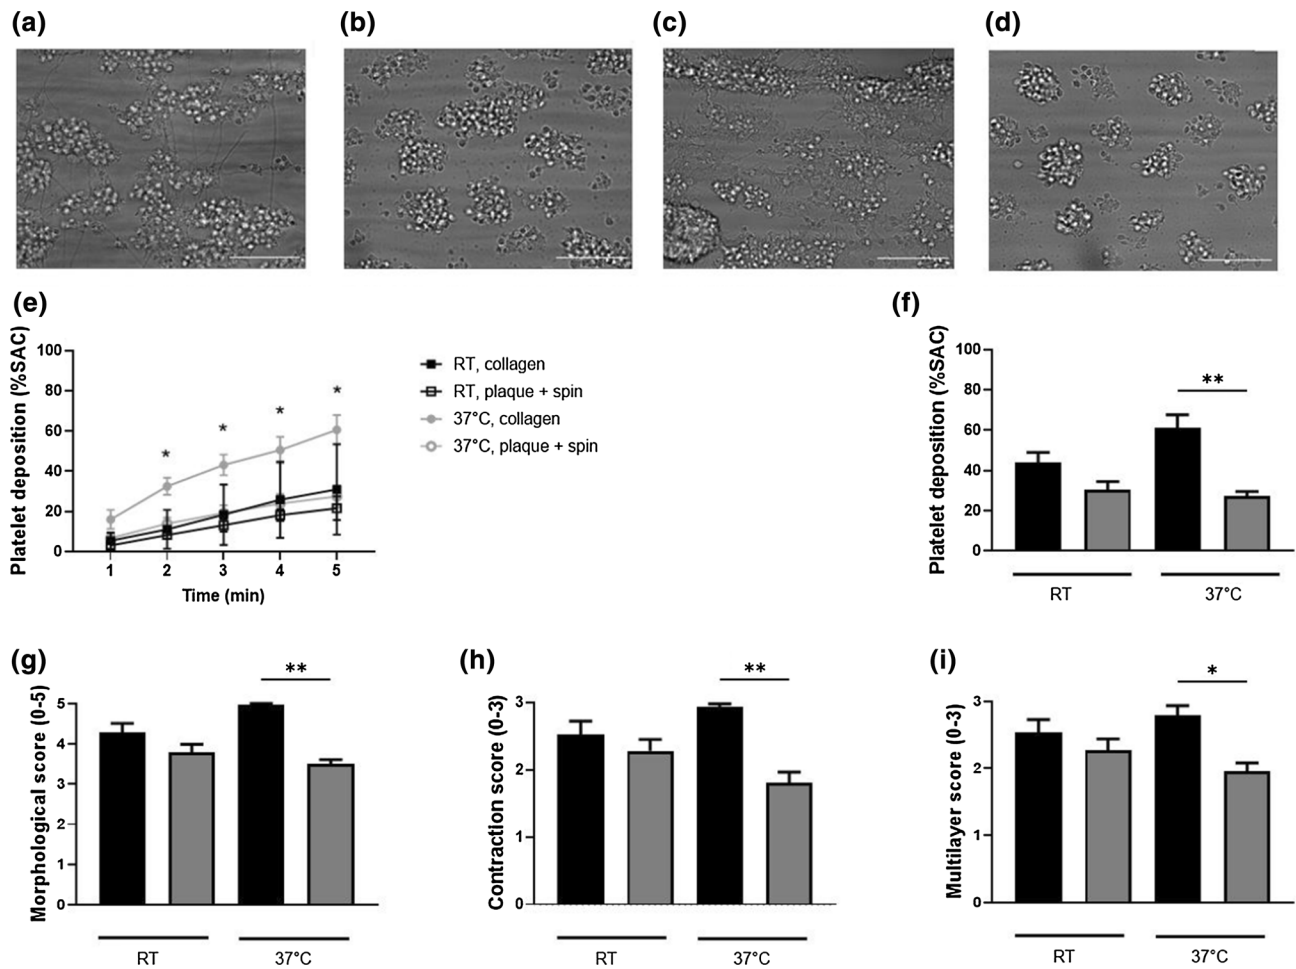 (a)
(b)
(c)
(d)
(e)
Platelet deposition (%SAC)
100
80
60
40
20
0
*
*
*
*
1 2 3 4 5
Time (min)
RT, collagen
RT, plaque + spin
37°C, collagen
37°C, plaque + spin
(f)
Platelet deposition (%SAC)
100
80
60
40
20
0
**
RT 37°C
(g)
Morphological score (0-5)
5
4
3
2
1
0
**
RT 37°C
(h)
Contraction score (0-3)
3
2
1
0
**
RT 37°C
(i)
Multilayer score (0-3)
3
2
1
0
*
RT 37°C